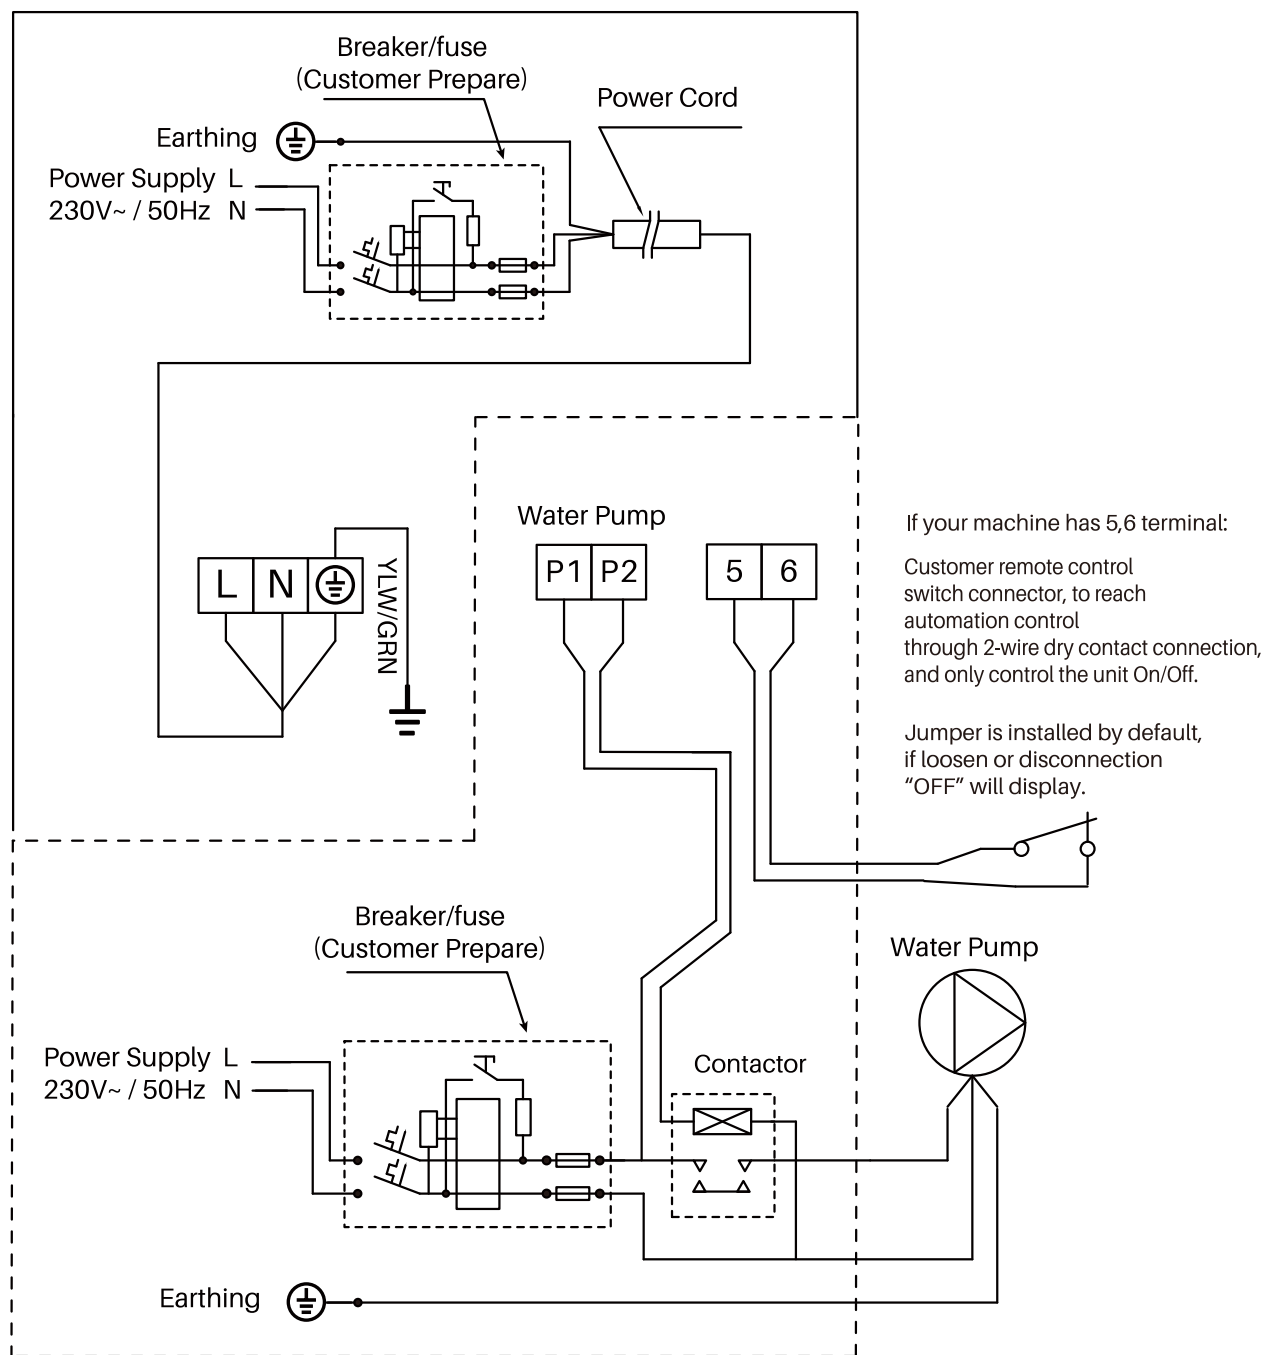 Breaker/fuse
(Customer Prepare)
Power Cord
Earthing
Power Supply L
230V~ / 50Hz N
Water Pump
If your machine has 5,6 terminal:
L N
P1 P2
5 6
YLW/GRN
Customer remote control
switch connector, to reach
automation control
through 2-wire dry contact connection,
and only control the unit On/Off.
Jumper is installed by default,
if loosen or disconnection
“OFF” will display.
Breaker/fuse
(Customer Prepare)
Water Pump
Power Supply L
230V~ / 50Hz N
Contactor
Earthing